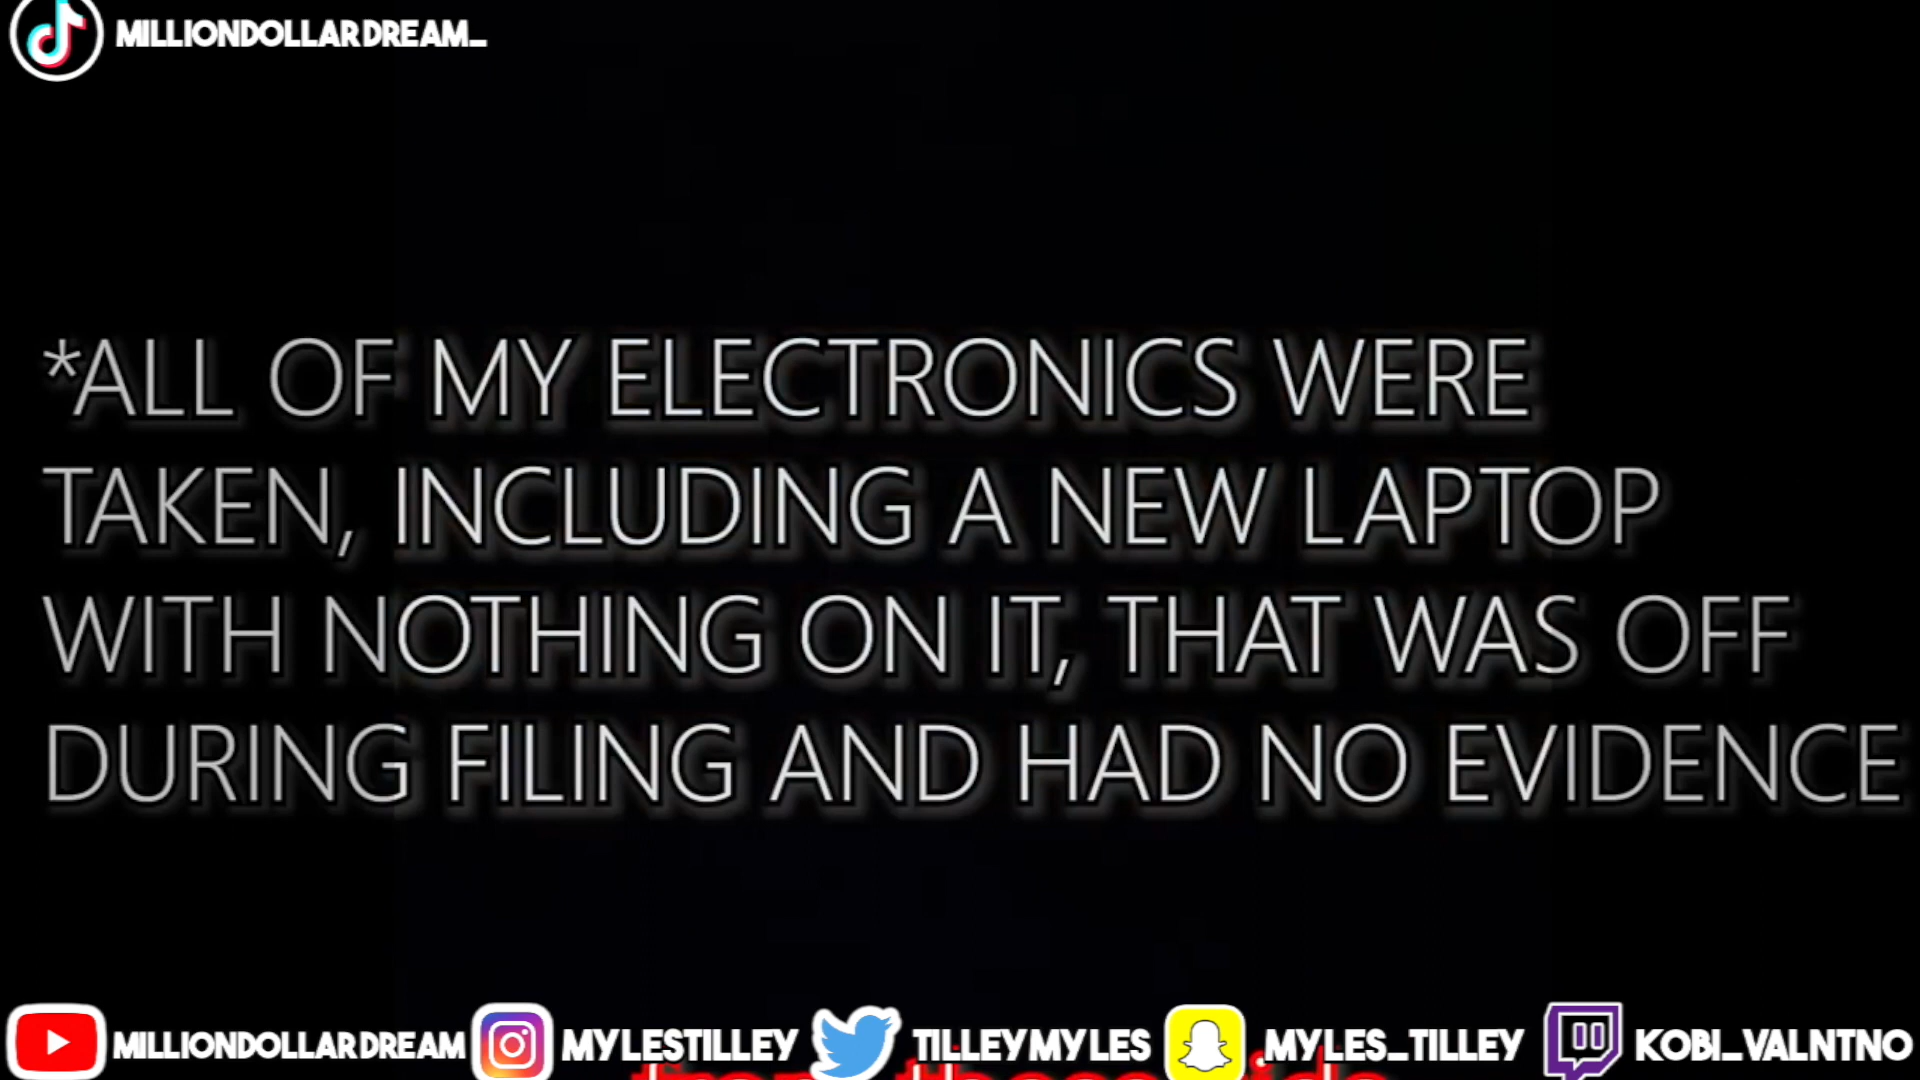 MILLIONDOLLARDREAM_
*ALL OF MY ELECTRONICS WERE
TAKEN, INCLUDING A NEW LAPTOP
WITH NOTHING ON IT, THAT WAS OFF
DURING FILING AND HAD NO EVIDENCE
MILLIONDOLLARDREAM MYLESTILLEY TILLEYMYLES MYLES_TILLEY KOBI_VALNTNO